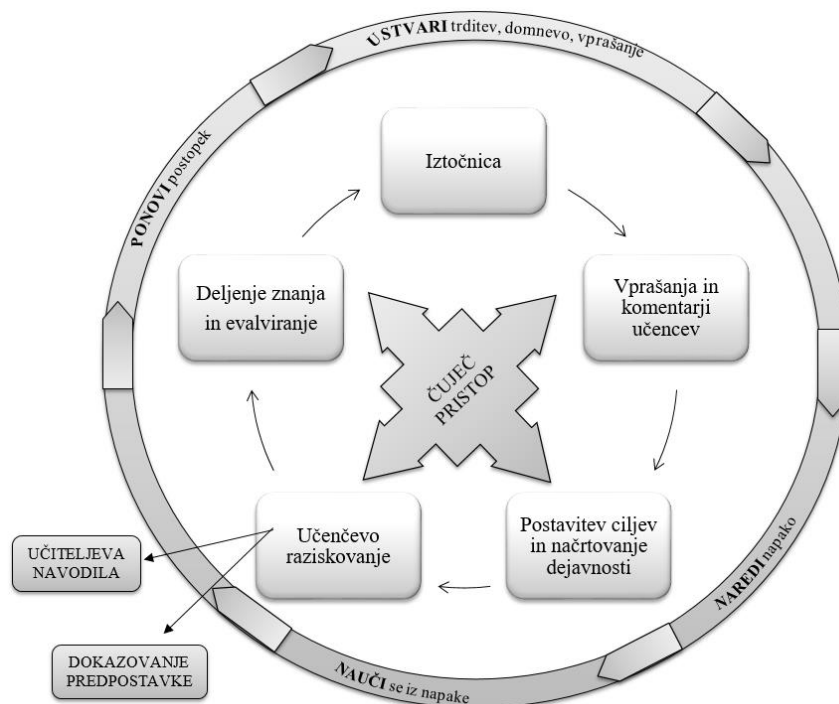 USTVARI trditev, domnevo, vprašanje
Iztočnica
PONOVI postopek
Deljenje znanja
in evalviranje
Vprašanja in
komentarji
učencev
ČUJEČ
PRISTOP
Učenčevo
raziskovanje
Postavitev ciljev
in načrtovanje
dejavnosti
UČITELJEVA
NAVODILA
NAREDI napako
DOKAZOVANJE
PREDPOSTAVKE
NAUČI se iz napake